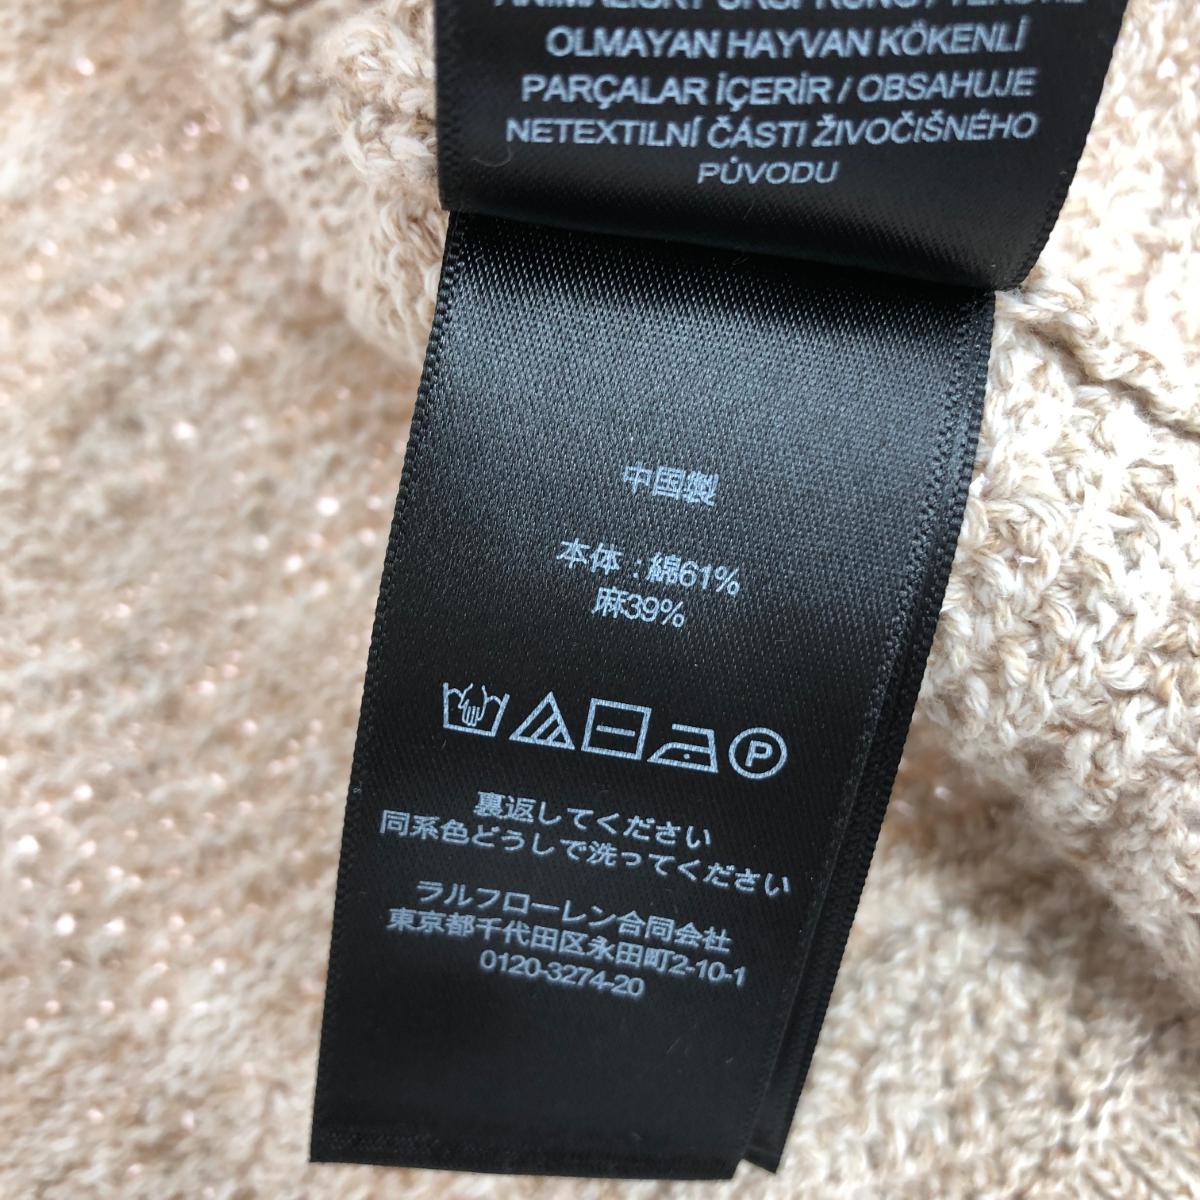 OLMAYAN HAYVAN KÖKENLİ
PARÇALAR İÇERİR / OBSAHUJE
NETEXTILNÍ ČÁSTI ŽIVOČIŠNÉHO
PŮVODU
中国製
本体 : 綿61%
麻39%
P
裏返してください
同系色どうしで洗ってください
ラルフローレン合同会社
東京都千代田区永田町2-10-1
0120-3274-20